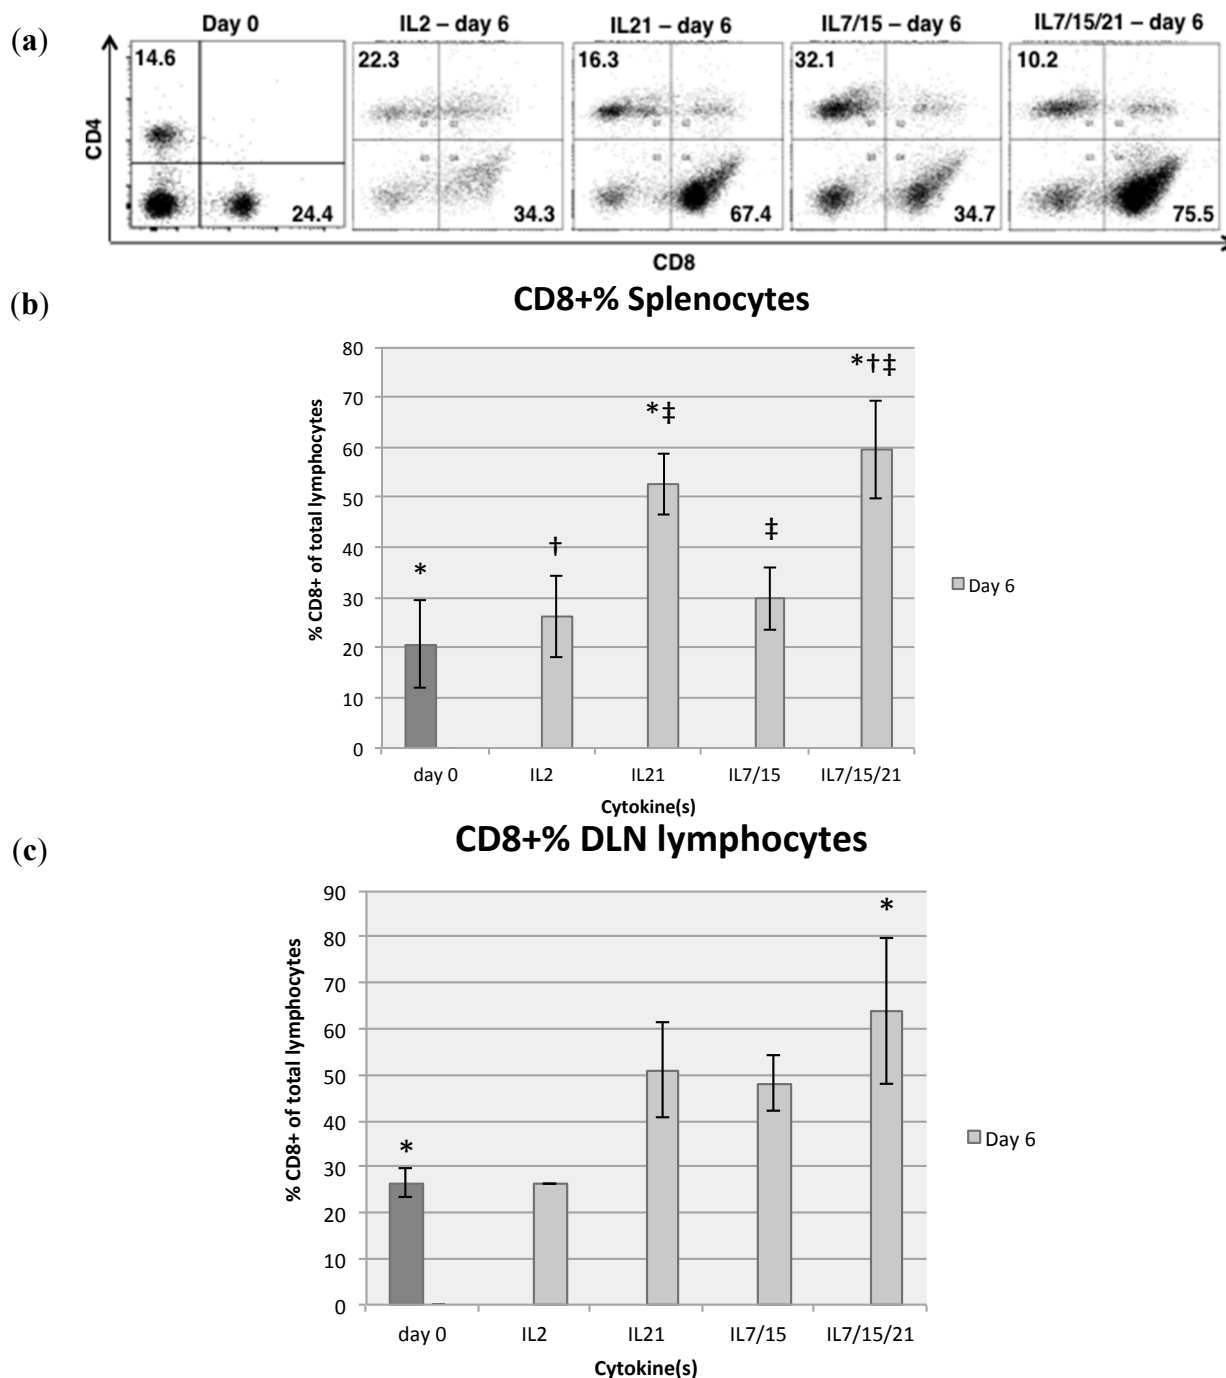 (a)
Day 0 IL2 – day 6 IL21 – day 6 IL7/15 – day 6 IL7/15/21 – day 6
14.6 22.3 16.3 32.1 10.2
CD4
24.4 34.3 67.4 34.7 75.5
CD8
(b)
CD8+% Splenocytes
% CD8+ of total lymphocytes
80
70
60
50
40
30
20
10
0
* † *‡ ‡ *†‡
Day 6
day 0 IL2 IL21 IL7/15 IL7/15/21
Cytokine(s)
(c)
CD8+% DLN lymphocytes
% CD8+ of total lymphocytes
90
80
70
60
50
40
30
20
10
0
* *
Day 6
day 0 IL2 IL21 IL7/15 IL7/15/21
Cytokine(s)